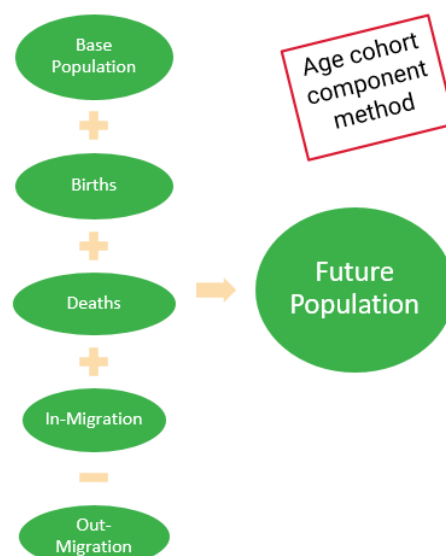 Base
Population
Births
Deaths
In-Migration
Out-
Migration
Age cohort
component
method
Future
Population